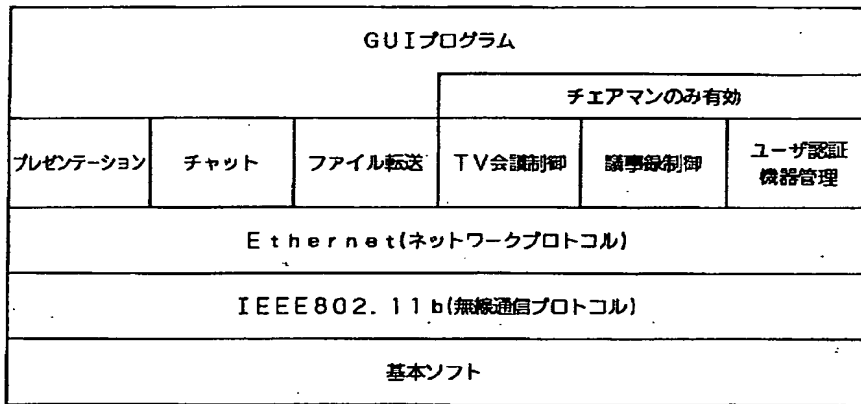 GUIプログラム
チェアマンのみ有効
プレゼンテーション
チャット
ファイル転送
TV会議制御
議事録制御
ユーザ認証
機器管理
Ethernet(ネットワークプロトコル)
IEEE802.11b(無線通信プロトコル)
基本ソフト